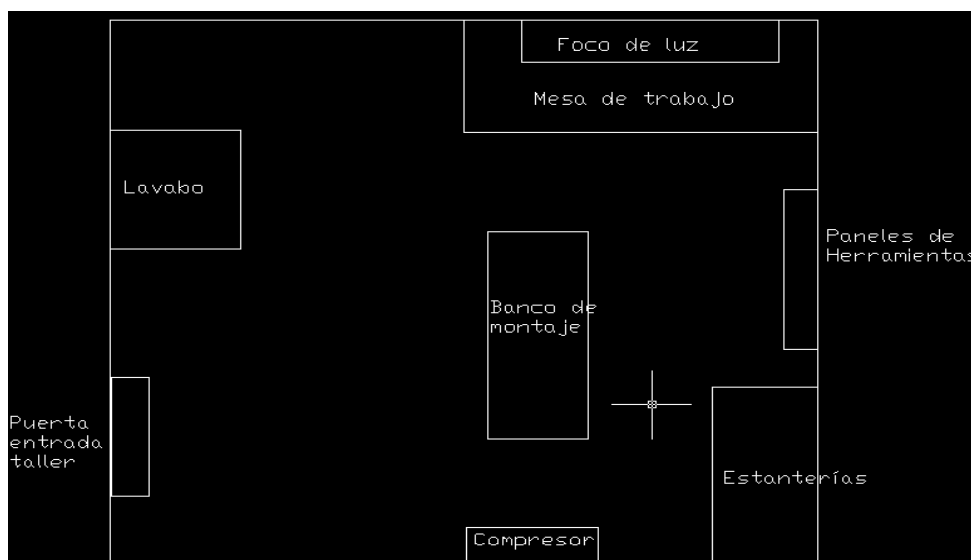 Foco de luz
Mesa de trabajo
Lavabo
Paneles de
Herramientas
Banco de
montaje
Puerta
entrada
taller
Estanterías
Compresor